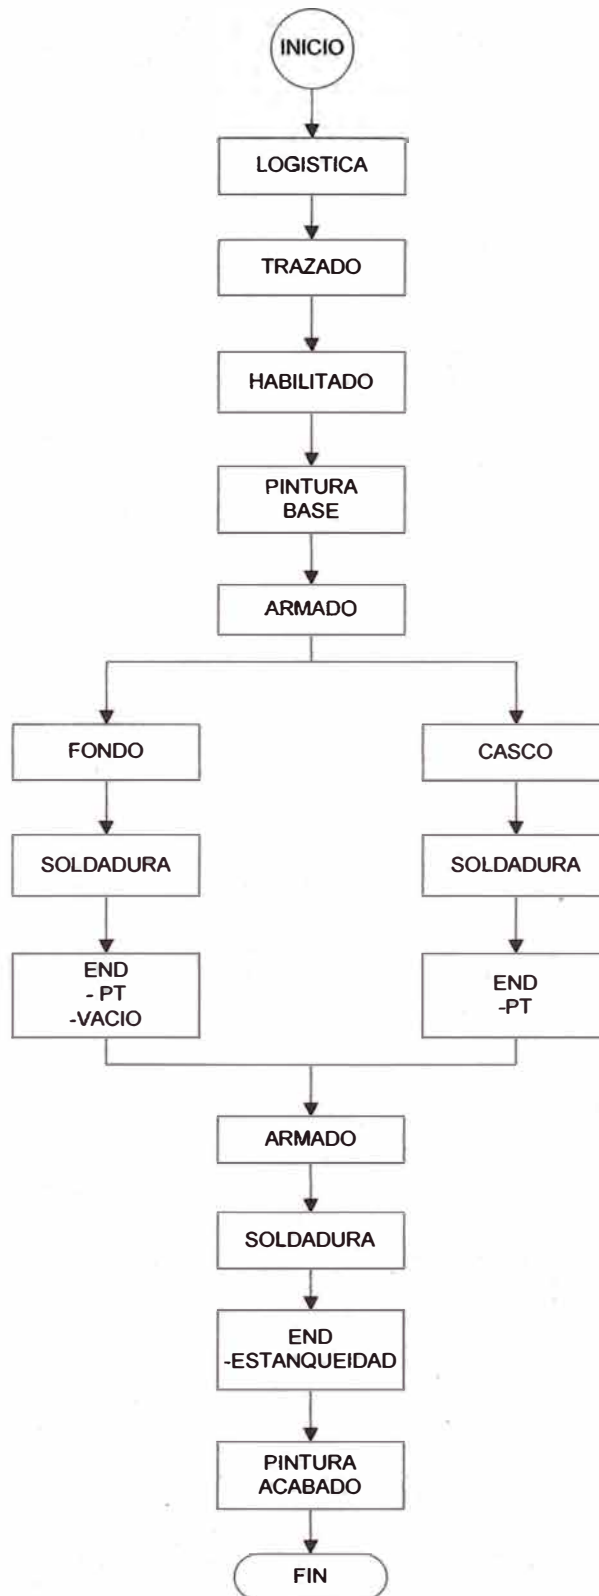 INICIO
LOGISTICA
TRAZADO
HABILITADO
PINTURA
BASE
ARMADO
FONDO
CASCO
SOLDADURA
SOLDADURA
END
- PT
-VACIO
END
-PT
ARMADO
SOLDADURA
END
-ESTANQUEIDAD
PINTURA
ACABADO
FIN